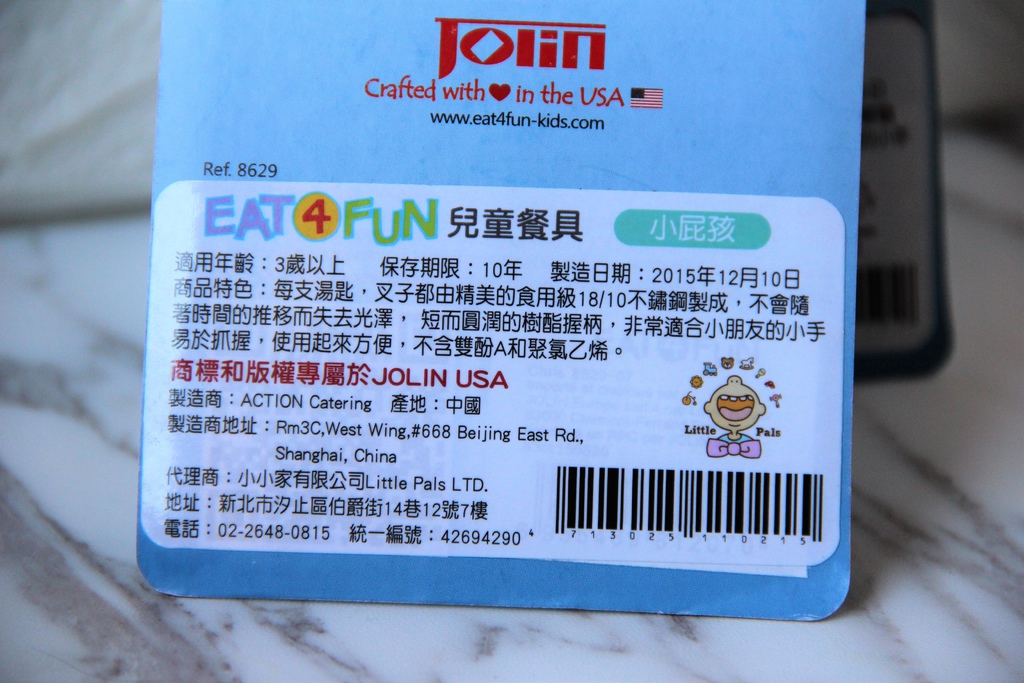 Jolin
Crafted with ❤ in the USA
www.eat4fun-kids.com
Ref. 8629
EAT4FUN 兒童餐具 小屁孩
適用年齡：3歲以上 保存期限：10年 製造日期：2015年12月10日
商品特色：每支湯匙，叉子都由精美的食用級18/10不鏽鋼製成，不會隨
著時間的推移而失去光澤， 短而圓潤的樹酯握柄，非常適合小朋友的小手
易於抓握，使用起來方便，不含雙酚A和聚氯乙烯。
商標和版權專屬於JOLIN USA
製造商：ACTION Catering 產地：中國
製造商地址：Rm3C,West Wing,#668 Beijing East Rd.,
Shanghai, China
Little Pals
代理商：小小家有限公司Little Pals LTD.
地址：新北市汐止區伯爵街14巷12號7樓
電話：02-2648-0815 統一編號：42694290
4 713025 110215